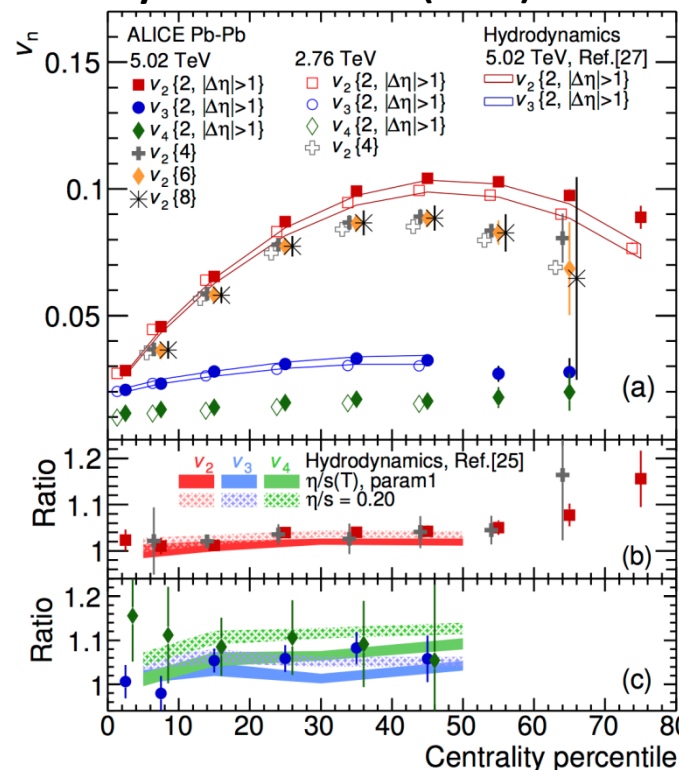 ALICE Pb-Pb
5.02 TeV
v₂{2, |Δη|>1}
v₃{2, |Δη|>1}
v₄{2, |Δη|>1}
v₂{4}
v₂{6}
v₂{8}
2.76 TeV
v₂{2, |Δη|>1}
v₃{2, |Δη|>1}
v₄{2, |Δη|>1}
v₂{4}
Hydrodynamics
5.02 TeV, Ref.[27]
v₂{2, |Δη|>1}
v₃{2, |Δη|>1}
vₙ
0.15
0.1
0.05
(a)
v₂ v₃ v₄ Hydrodynamics, Ref.[25]
η/s(T), param1
η/s = 0.20
Ratio
1.2
1.1
1
(b)
Ratio
1.2
1.1
1
(c)
0 10 20 30 40 50 60 70 80
Centrality percentile